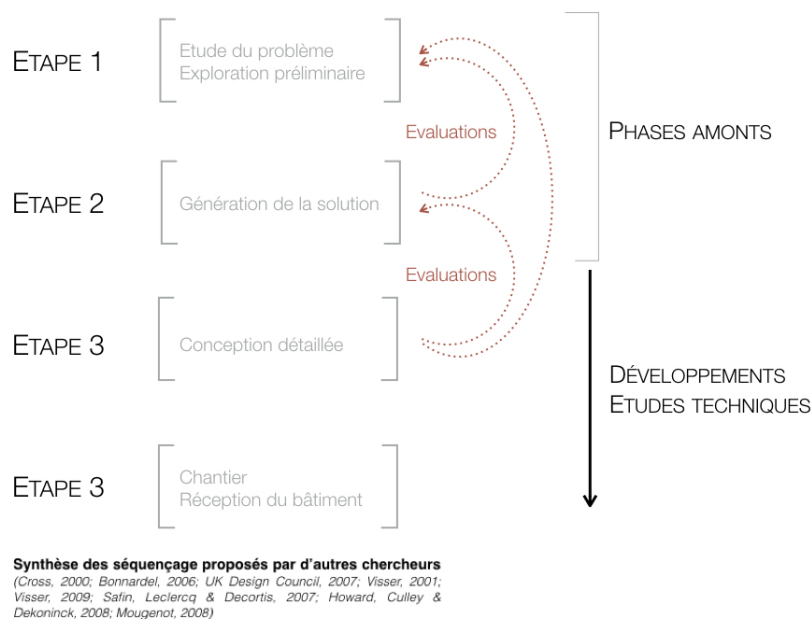 ETAPE 1
Etude du problème
Exploration préliminaire
Evaluations
PHASES AMONTS
ETAPE 2
Génération de la solution
Evaluations
ETAPE 3
Conception détaillée
DÉVELOPPEMENTS
ETUDES TECHNIQUES
ETAPE 3
Chantier
Réception du bâtiment
Synthèse des séquençage proposés par d'autres chercheurs
(Cross, 2000; Bonnardel, 2006; UK Design Council, 2007; Visser, 2001;
Visser, 2009; Safin, Leclercq & Decortis, 2007; Howard, Culley &
Dekoninck, 2008; Mougenot, 2008)